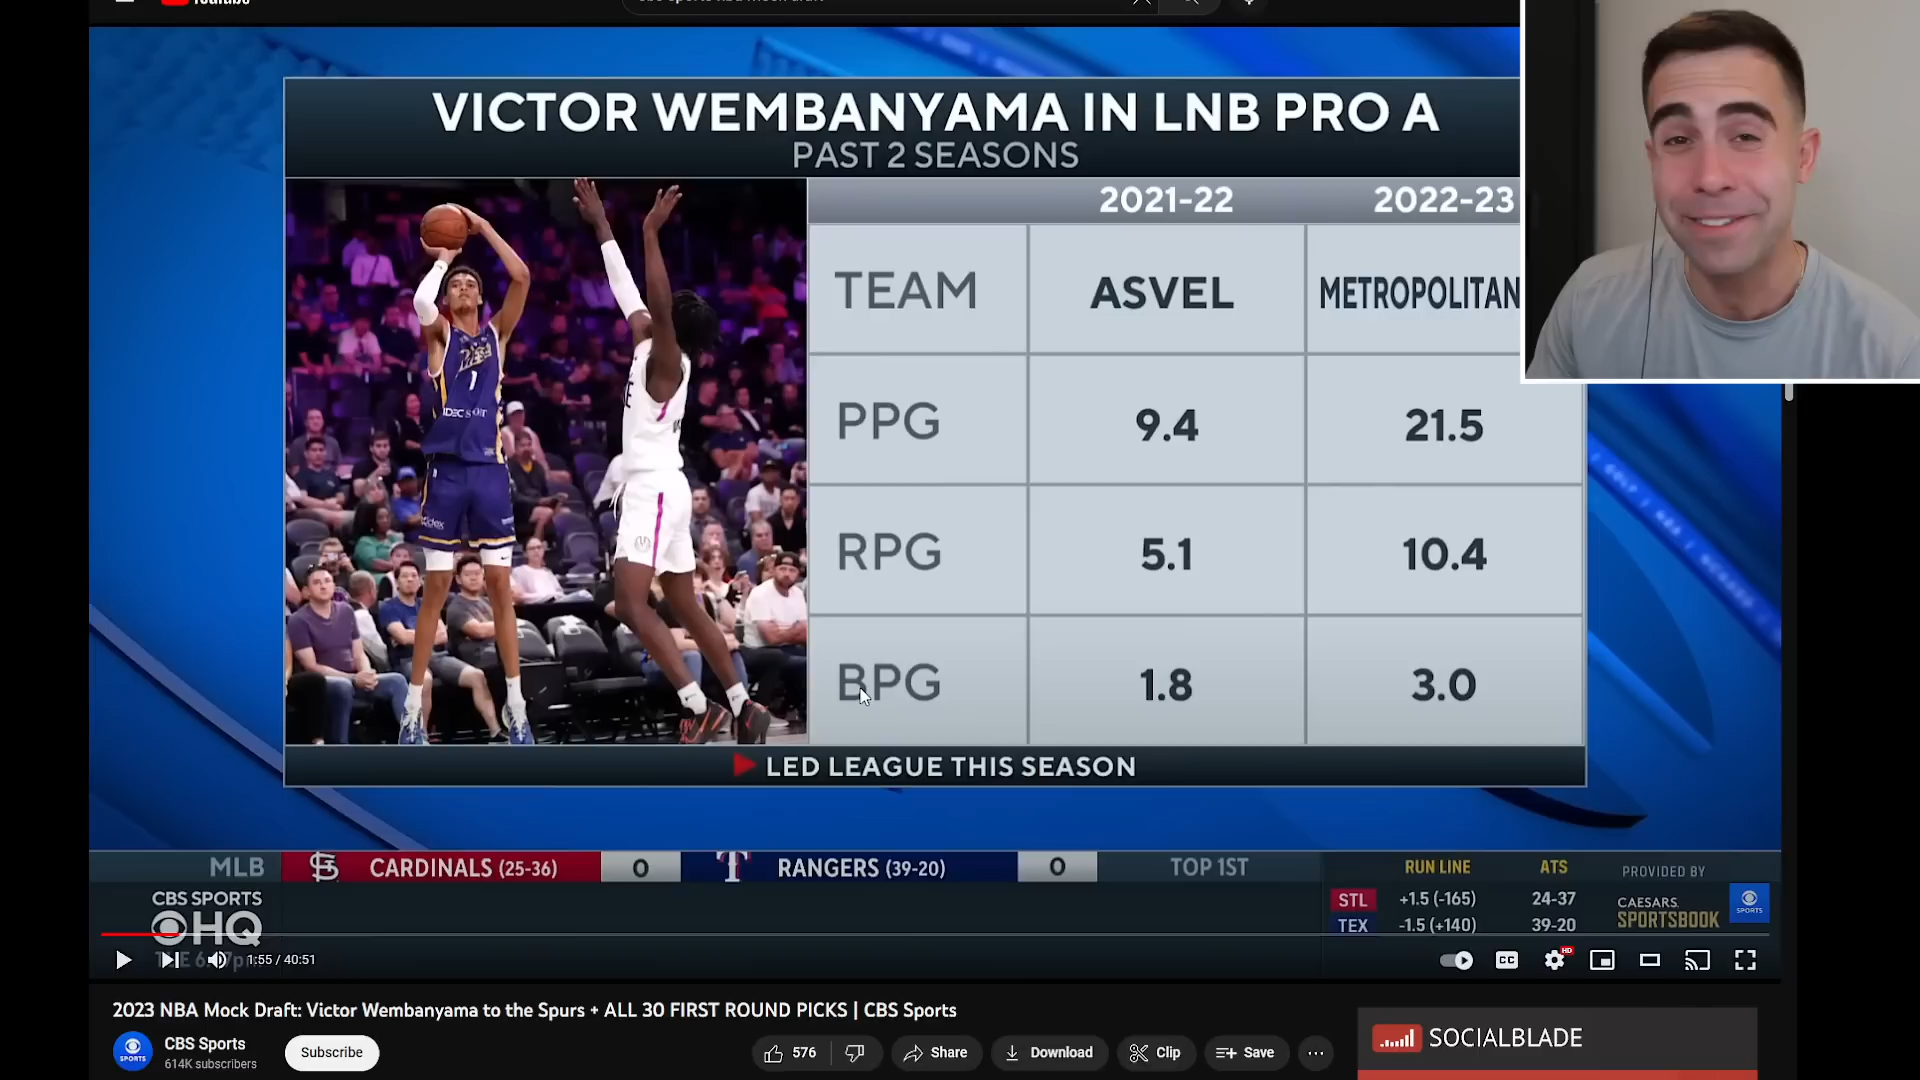 VICTOR WEMBANYAMA IN LNB PRO A
PAST 2 SEASONS
2021-22 2022-23
TEAM ASVEL METROPOLITAN
PPG 9.4 21.5
RPG 5.1 10.4
BPG 1.8 3.0
LED LEAGUE THIS SEASON
MLB CARDINALS (25-36) 0 RANGERS (39-20) 0 TOP 1ST
RUN LINE ATS PROVIDED BY
STL +1.5 (-165) 24-37
TEX -1.5 (+140) 39-20
CAESARS
SPORTSBOOK
SPORTS
CBS SPORTS
HQ
1:55 / 40:51
CC
HD
2023 NBA Mock Draft: Victor Wembanyama to the Spurs + ALL 30 FIRST ROUND PICKS | CBS Sports
SPORTS
CBS Sports
614K subscribers
Subscribe
576
Share
Download
Clip
Save
SOCIALBLADE